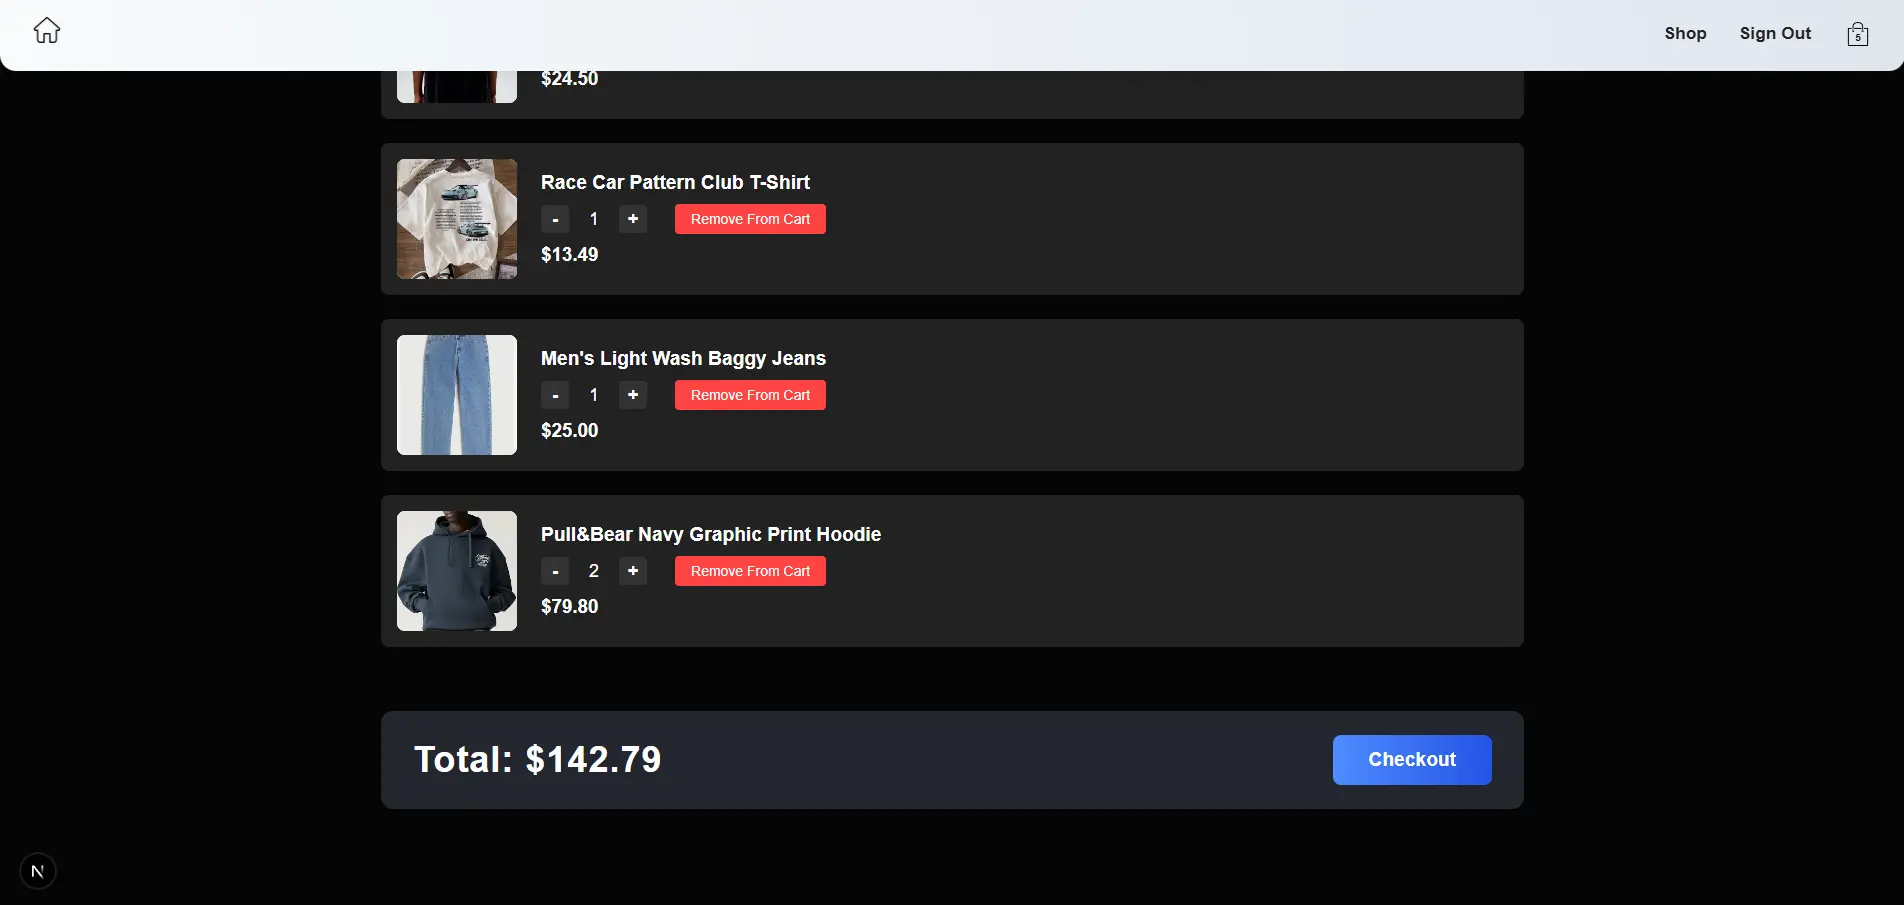 Shop
Sign Out
5
$24.50
Race Car Pattern Club T-Shirt
- 1 + Remove From Cart
$13.49
Men's Light Wash Baggy Jeans
- 1 + Remove From Cart
$25.00
Pull&Bear Navy Graphic Print Hoodie
- 2 + Remove From Cart
$79.80
Total: $142.79
Checkout
N